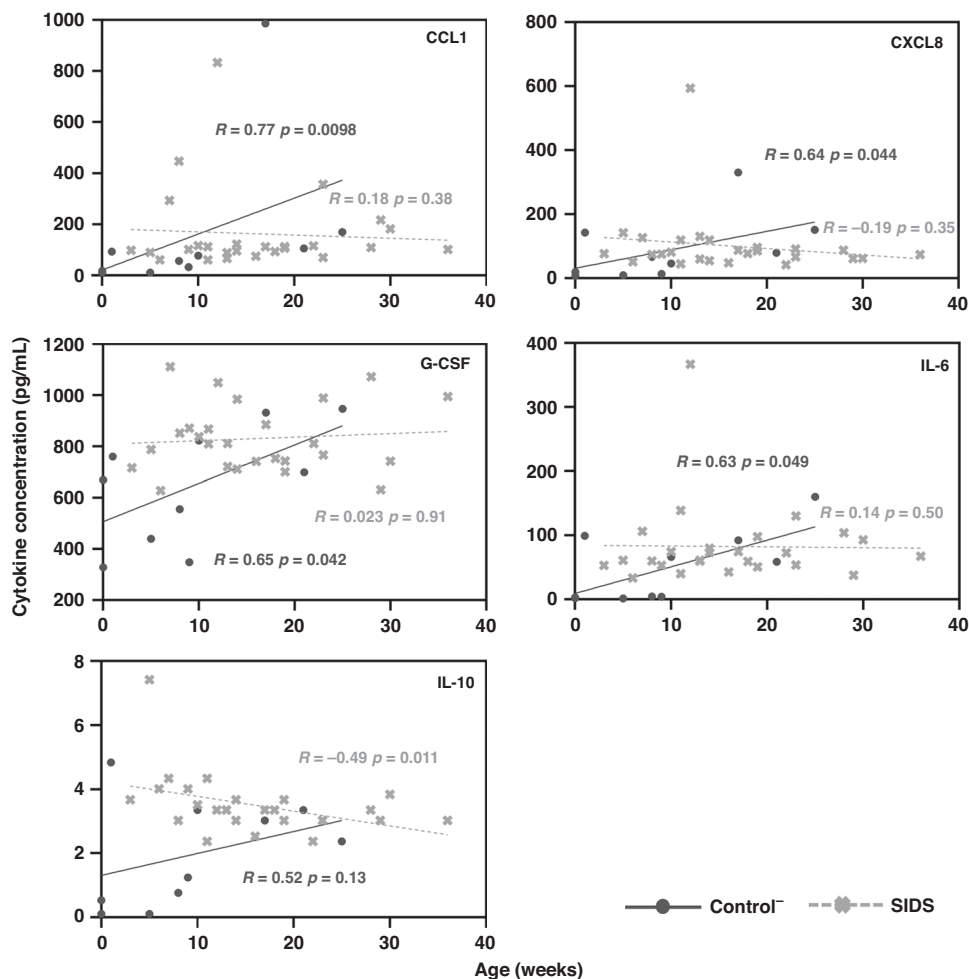 1000
CCL1
800
600
R = 0.77 p = 0.0098
400
R = 0.18 p = 0.38
200
0
0 10 20 30 40
800
CXCL8
600
400
R = 0.64 p = 0.044
200
R = –0.19 p = 0.35
0
0 10 20 30 40
Cytokine concentration (pg/mL)
1200
G-CSF
1000
800
600
R = 0.023 p = 0.91
400
R = 0.65 p = 0.042
200
0 10 20 30 40
400
IL-6
300
200
R = 0.63 p = 0.049
100
R = 0.14 p = 0.50
0
0 10 20 30 40
8
IL-10
6
R = –0.49 p = 0.011
4
2
R = 0.52 p = 0.13
0
0 10 20 30 40
Age (weeks)
Control⁻ SIDS